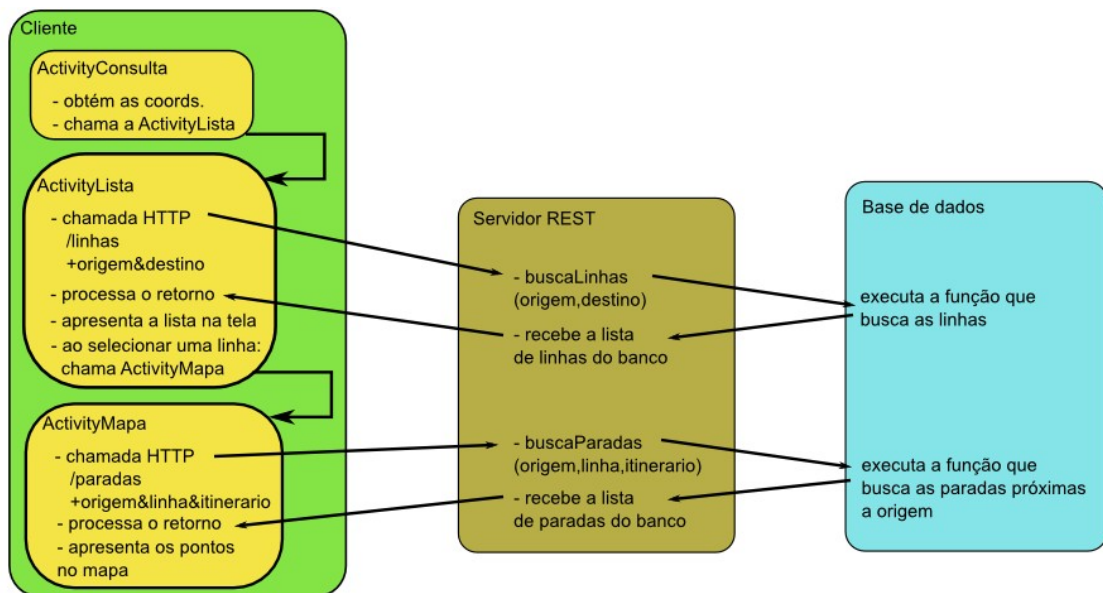 Cliente
ActivityConsulta
- obtém as coords.
- chama a ActivityLista
ActivityLista
- chamada HTTP
/linhas
+origem&destino
- processa o retorno
- apresenta a lista na tela
- ao selecionar uma linha:
chama ActivityMapa
ActivityMapa
- chamada HTTP
/paradas
+origem&linha&itinerario
- processa o retorno
- apresenta os pontos
no mapa
Servidor REST
- buscaLinhas
(origem,destino)
- recebe a lista
de linhas do banco
- buscaParadas
(origem,linha,itinerario)
- recebe a lista
de paradas do banco
Base de dados
executa a função que
busca as linhas
executa a função que
busca as paradas próximas
a origem